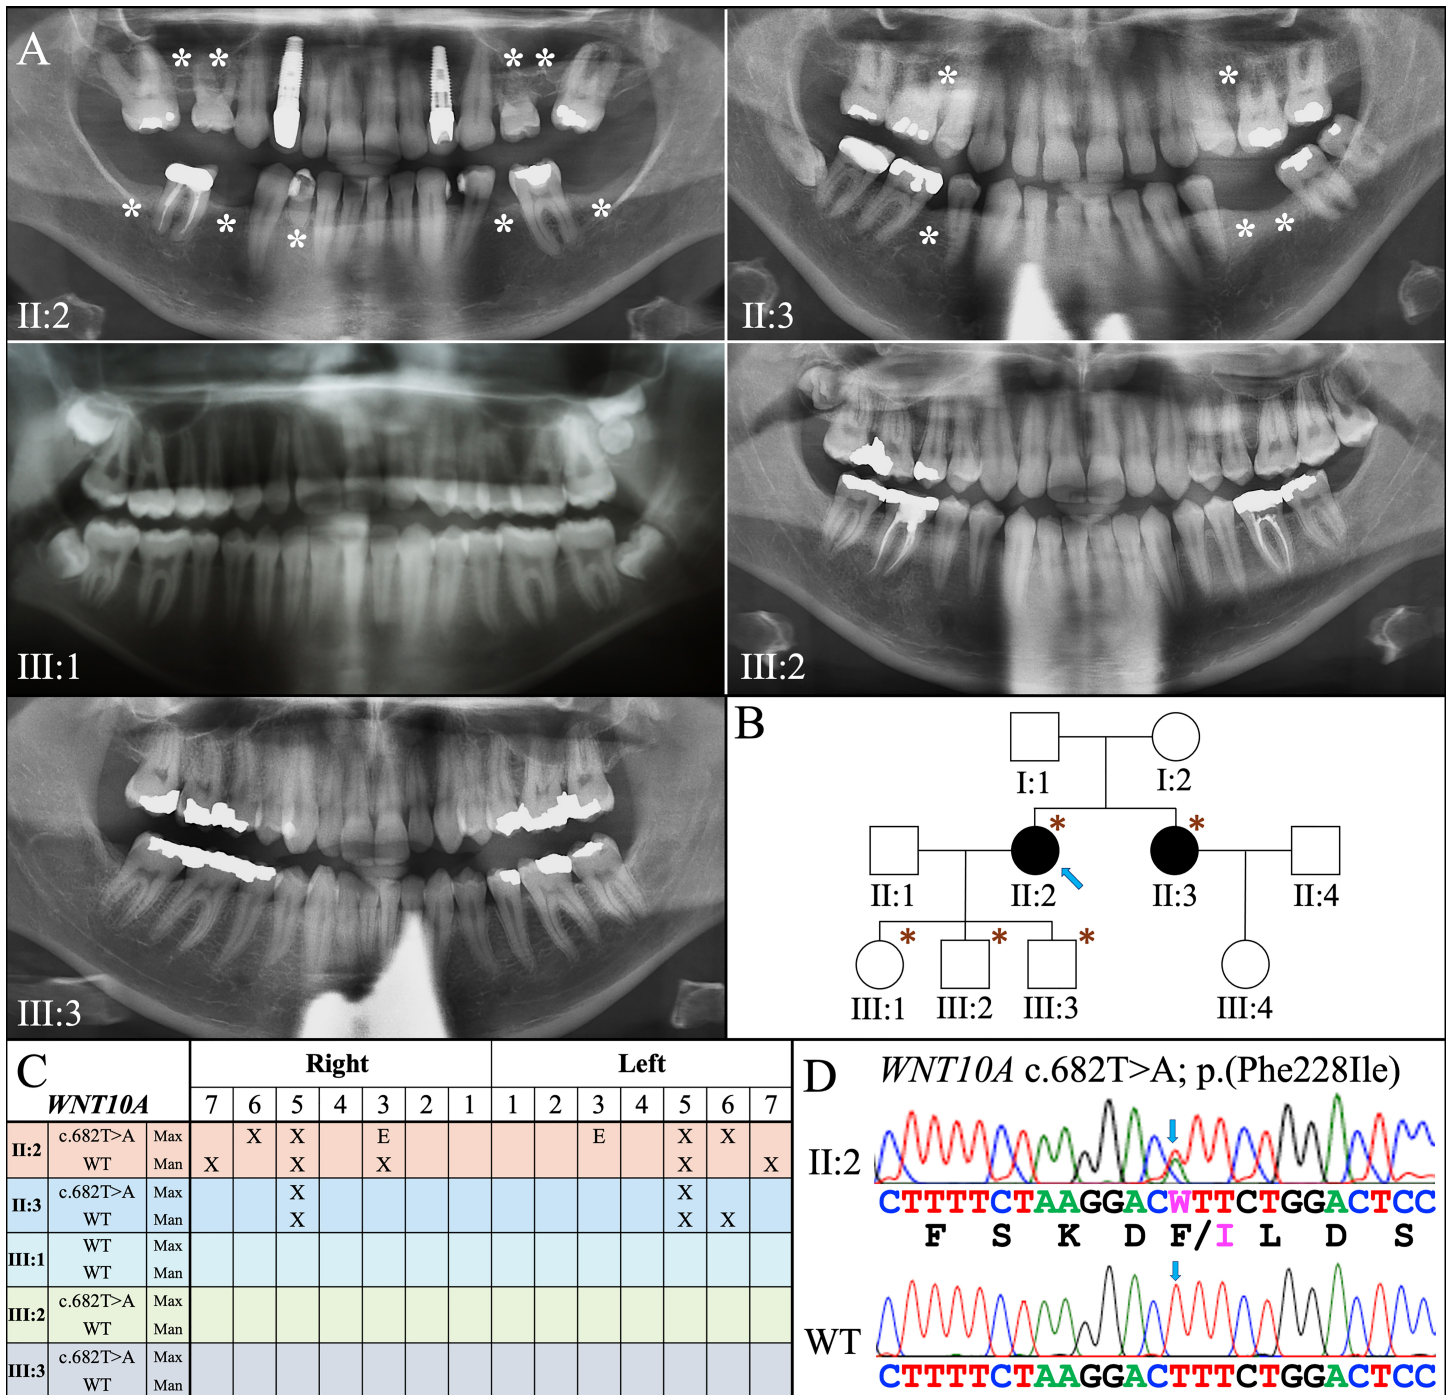 A
* * * *
* * * * *
II:2
* *
* * *
II:3
III:1
III:2
III:3
B
I:1 I:2
* *
II:1 II:2 II:3 II:4
* * *
III:1 III:2 III:3 III:4
C Right Left
WNT10A 7 6 5 4 3 2 1 1 2 3 4 5 6 7
II:2 c.682T>A Max X X E E X X
WT Man X X X X X
II:3 c.682T>A Max X X
WT Man X X X
III:1 WT Max
WT Man
III:2 c.682T>A Max
WT Man
III:3 c.682T>A Max
WT Man
D WNT10A c.682T>A; p.(Phe228Ile)
II:2
CTTTTCTAAGGACWTTCTGGACTCC
F S K D F/I L D S
WT
CTTTTCTAAGGACTTTCTGGACTCC